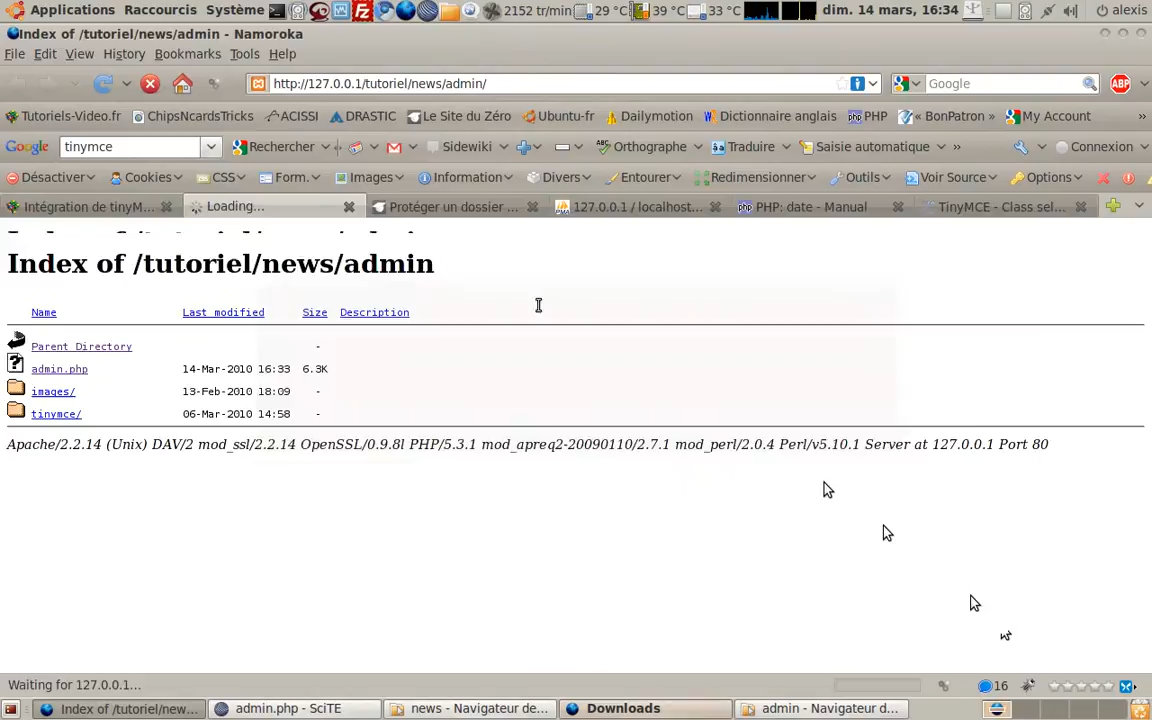 Applications Raccourcis Système 2152 tr/min 29 °C 39 °C 33 °C dim. 14 mars, 16:34 alexis
Index of /tutoriel/news/admin - Namoroka
File Edit View History Bookmarks Tools Help
http://127.0.0.1/tutoriel/news/admin/ Google ABP
Tutoriels-Video.fr ChipsNcardsTricks ACISSI DRASTIC Le Site du Zéro Ubuntu-fr Dailymotion Dictionnaire anglais PHP « BonPatron » My Account »
Google tinymce Rechercher Sidewiki Orthographe Traduire Saisie automatique » Connexion
Désactiver Cookies CSS Form. Images Information Divers Entourer Redimensionner Outils Voir Source Options
Intégration de tinyM... Loading... Protéger un dossier ... 127.0.0.1 / localhost... PHP: date - Manual TinyMCE - Class sel...
Index of /tutoriel/news/admin
Name Last modified Size Description
Parent Directory -
admin.php 14-Mar-2010 16:33 6.3K
images/ 13-Feb-2010 18:09 -
tinymce/ 06-Mar-2010 14:58 -
Apache/2.2.14 (Unix) DAV/2 mod_ssl/2.2.14 OpenSSL/0.9.8l PHP/5.3.1 mod_apreq2-20090110/2.7.1 mod_perl/2.0.4 Perl/v5.10.1 Server at 127.0.0.1 Port 80
Waiting for 127.0.0.1... 16
Index of /tutoriel/new... admin.php - SciTE news - Navigateur de... Downloads admin - Navigateur d...